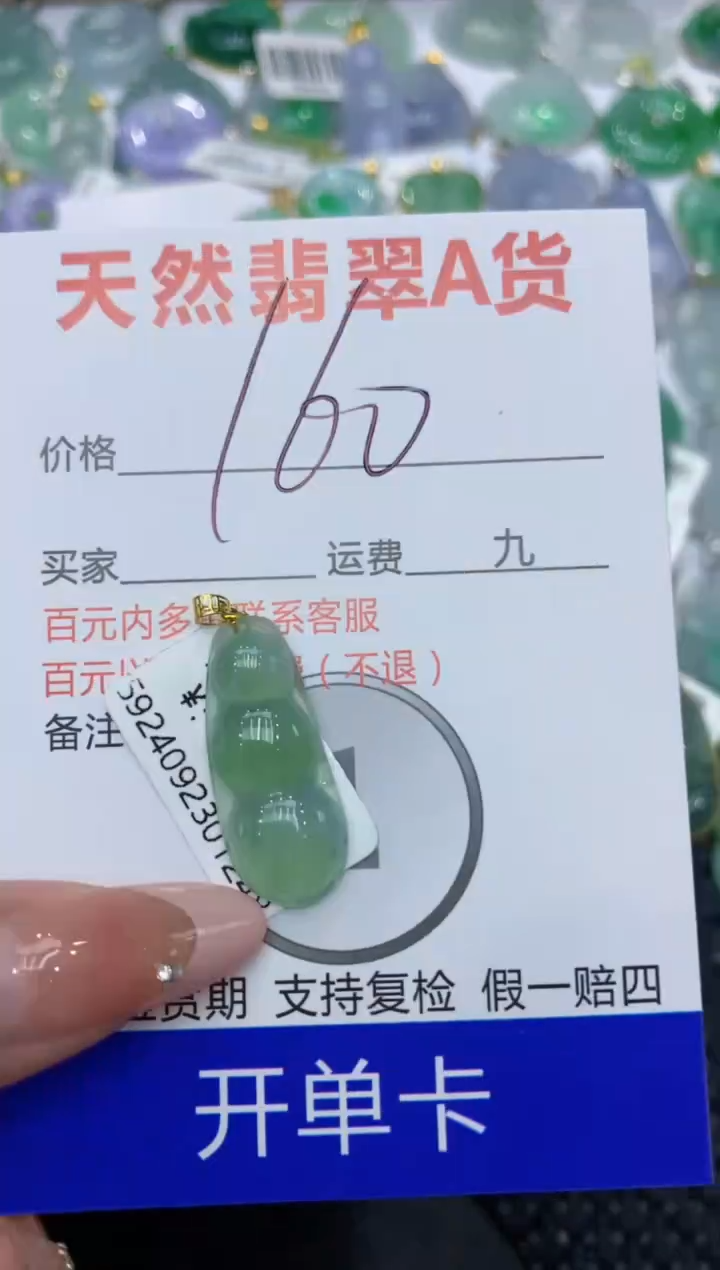 天然翡翠A货
价格 160
买家 运费 九
百元内多 联系客服
百元 (不退)
备注
5924092301
验货期 支持复检 假一赔四
开单卡